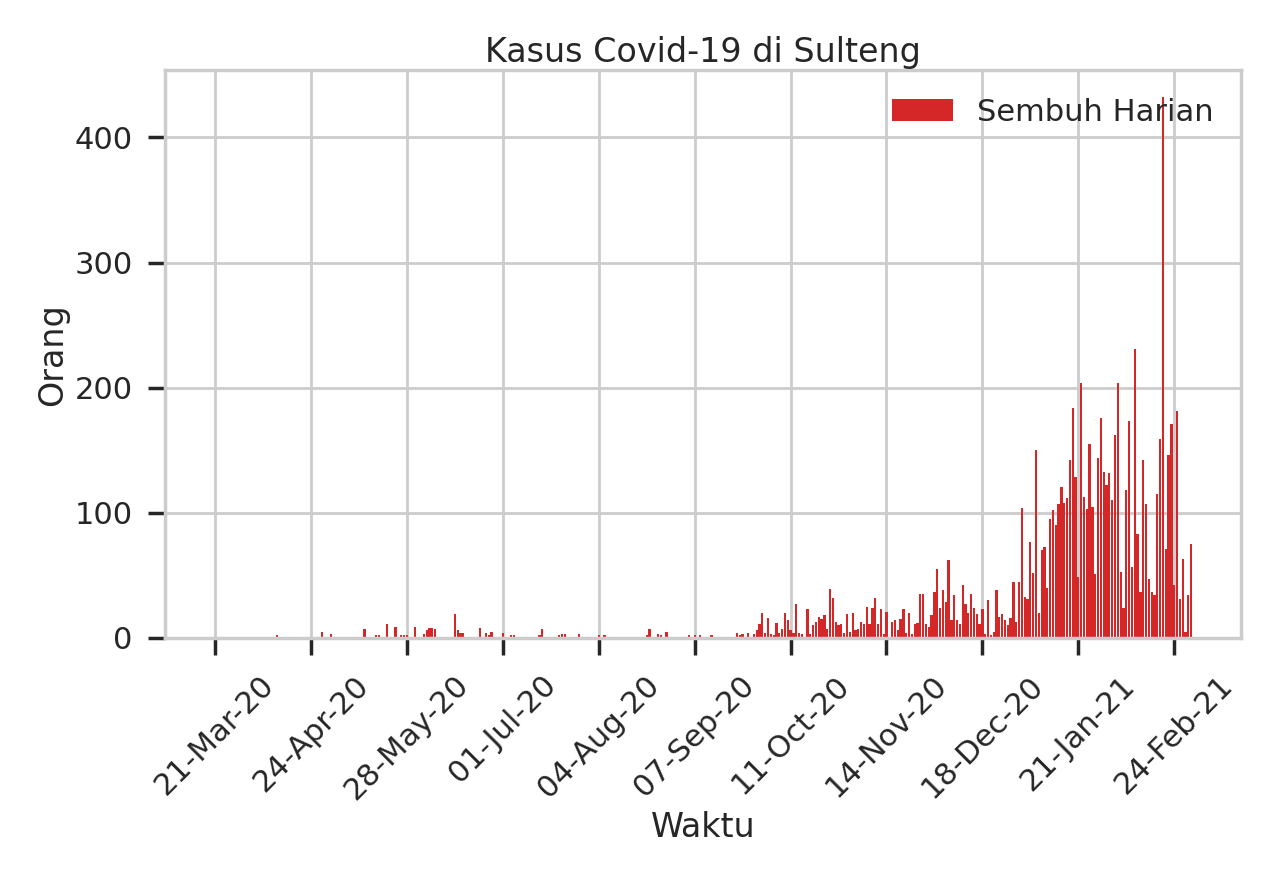 Kasus Covid-19 di Sulteng
Sembuh Harian
Orang
400
300
200
100
0
21-Mar-20
24-Apr-20
28-May-20
01-Jul-20
04-Aug-20
07-Sep-20
11-Oct-20
14-Nov-20
18-Dec-20
21-Jan-21
24-Feb-21
Waktu